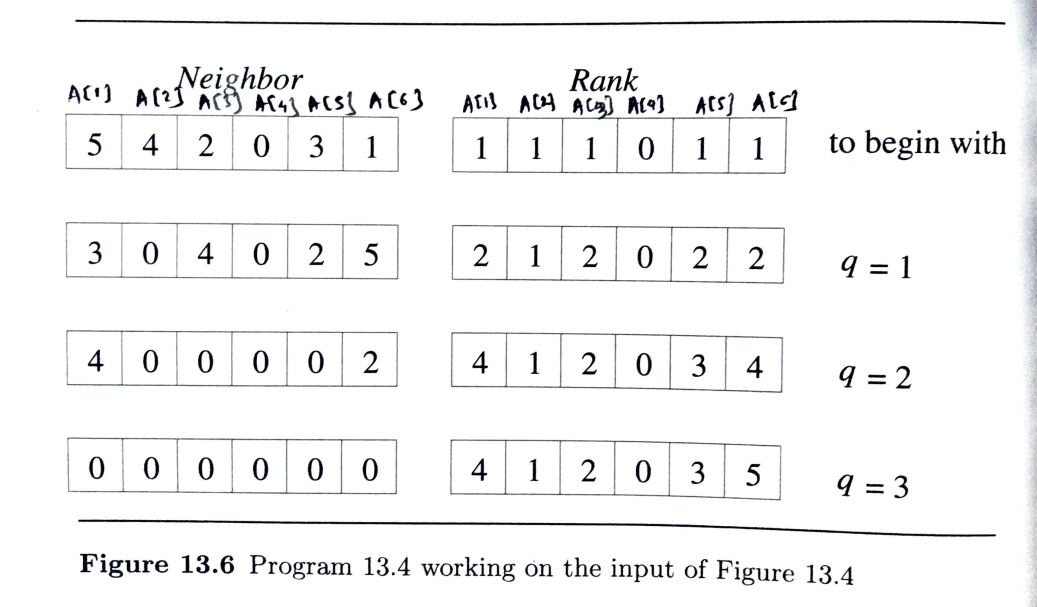 Neighbor Rank
A[1] A[2] A[3] A[4] A[5] A[6] A[1] A[2] A[3] A[4] A[5] A[6]
5 4 2 0 3 1 1 1 1 0 1 1 to begin with
3 0 4 0 2 5 2 1 2 0 2 2 q = 1
4 0 0 0 0 2 4 1 2 0 3 4 q = 2
0 0 0 0 0 0 4 1 2 0 3 5 q = 3
Figure 13.6 Program 13.4 working on the input of Figure 13.4